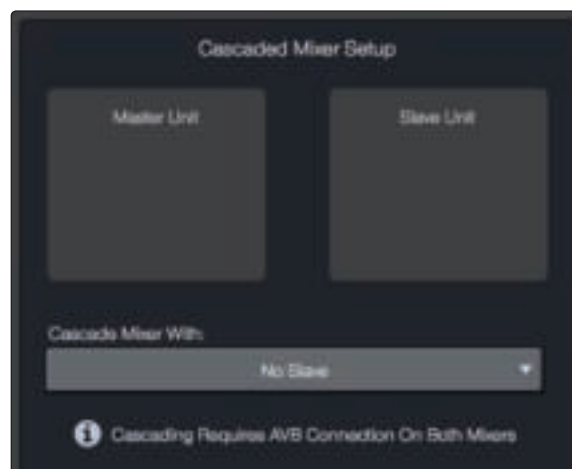 Cascaded Mixer Setup
Master Unit
Slave Unit
Cascade Mixer With:
No Slave
Cascading Requires AVB Connection On Both Mixers